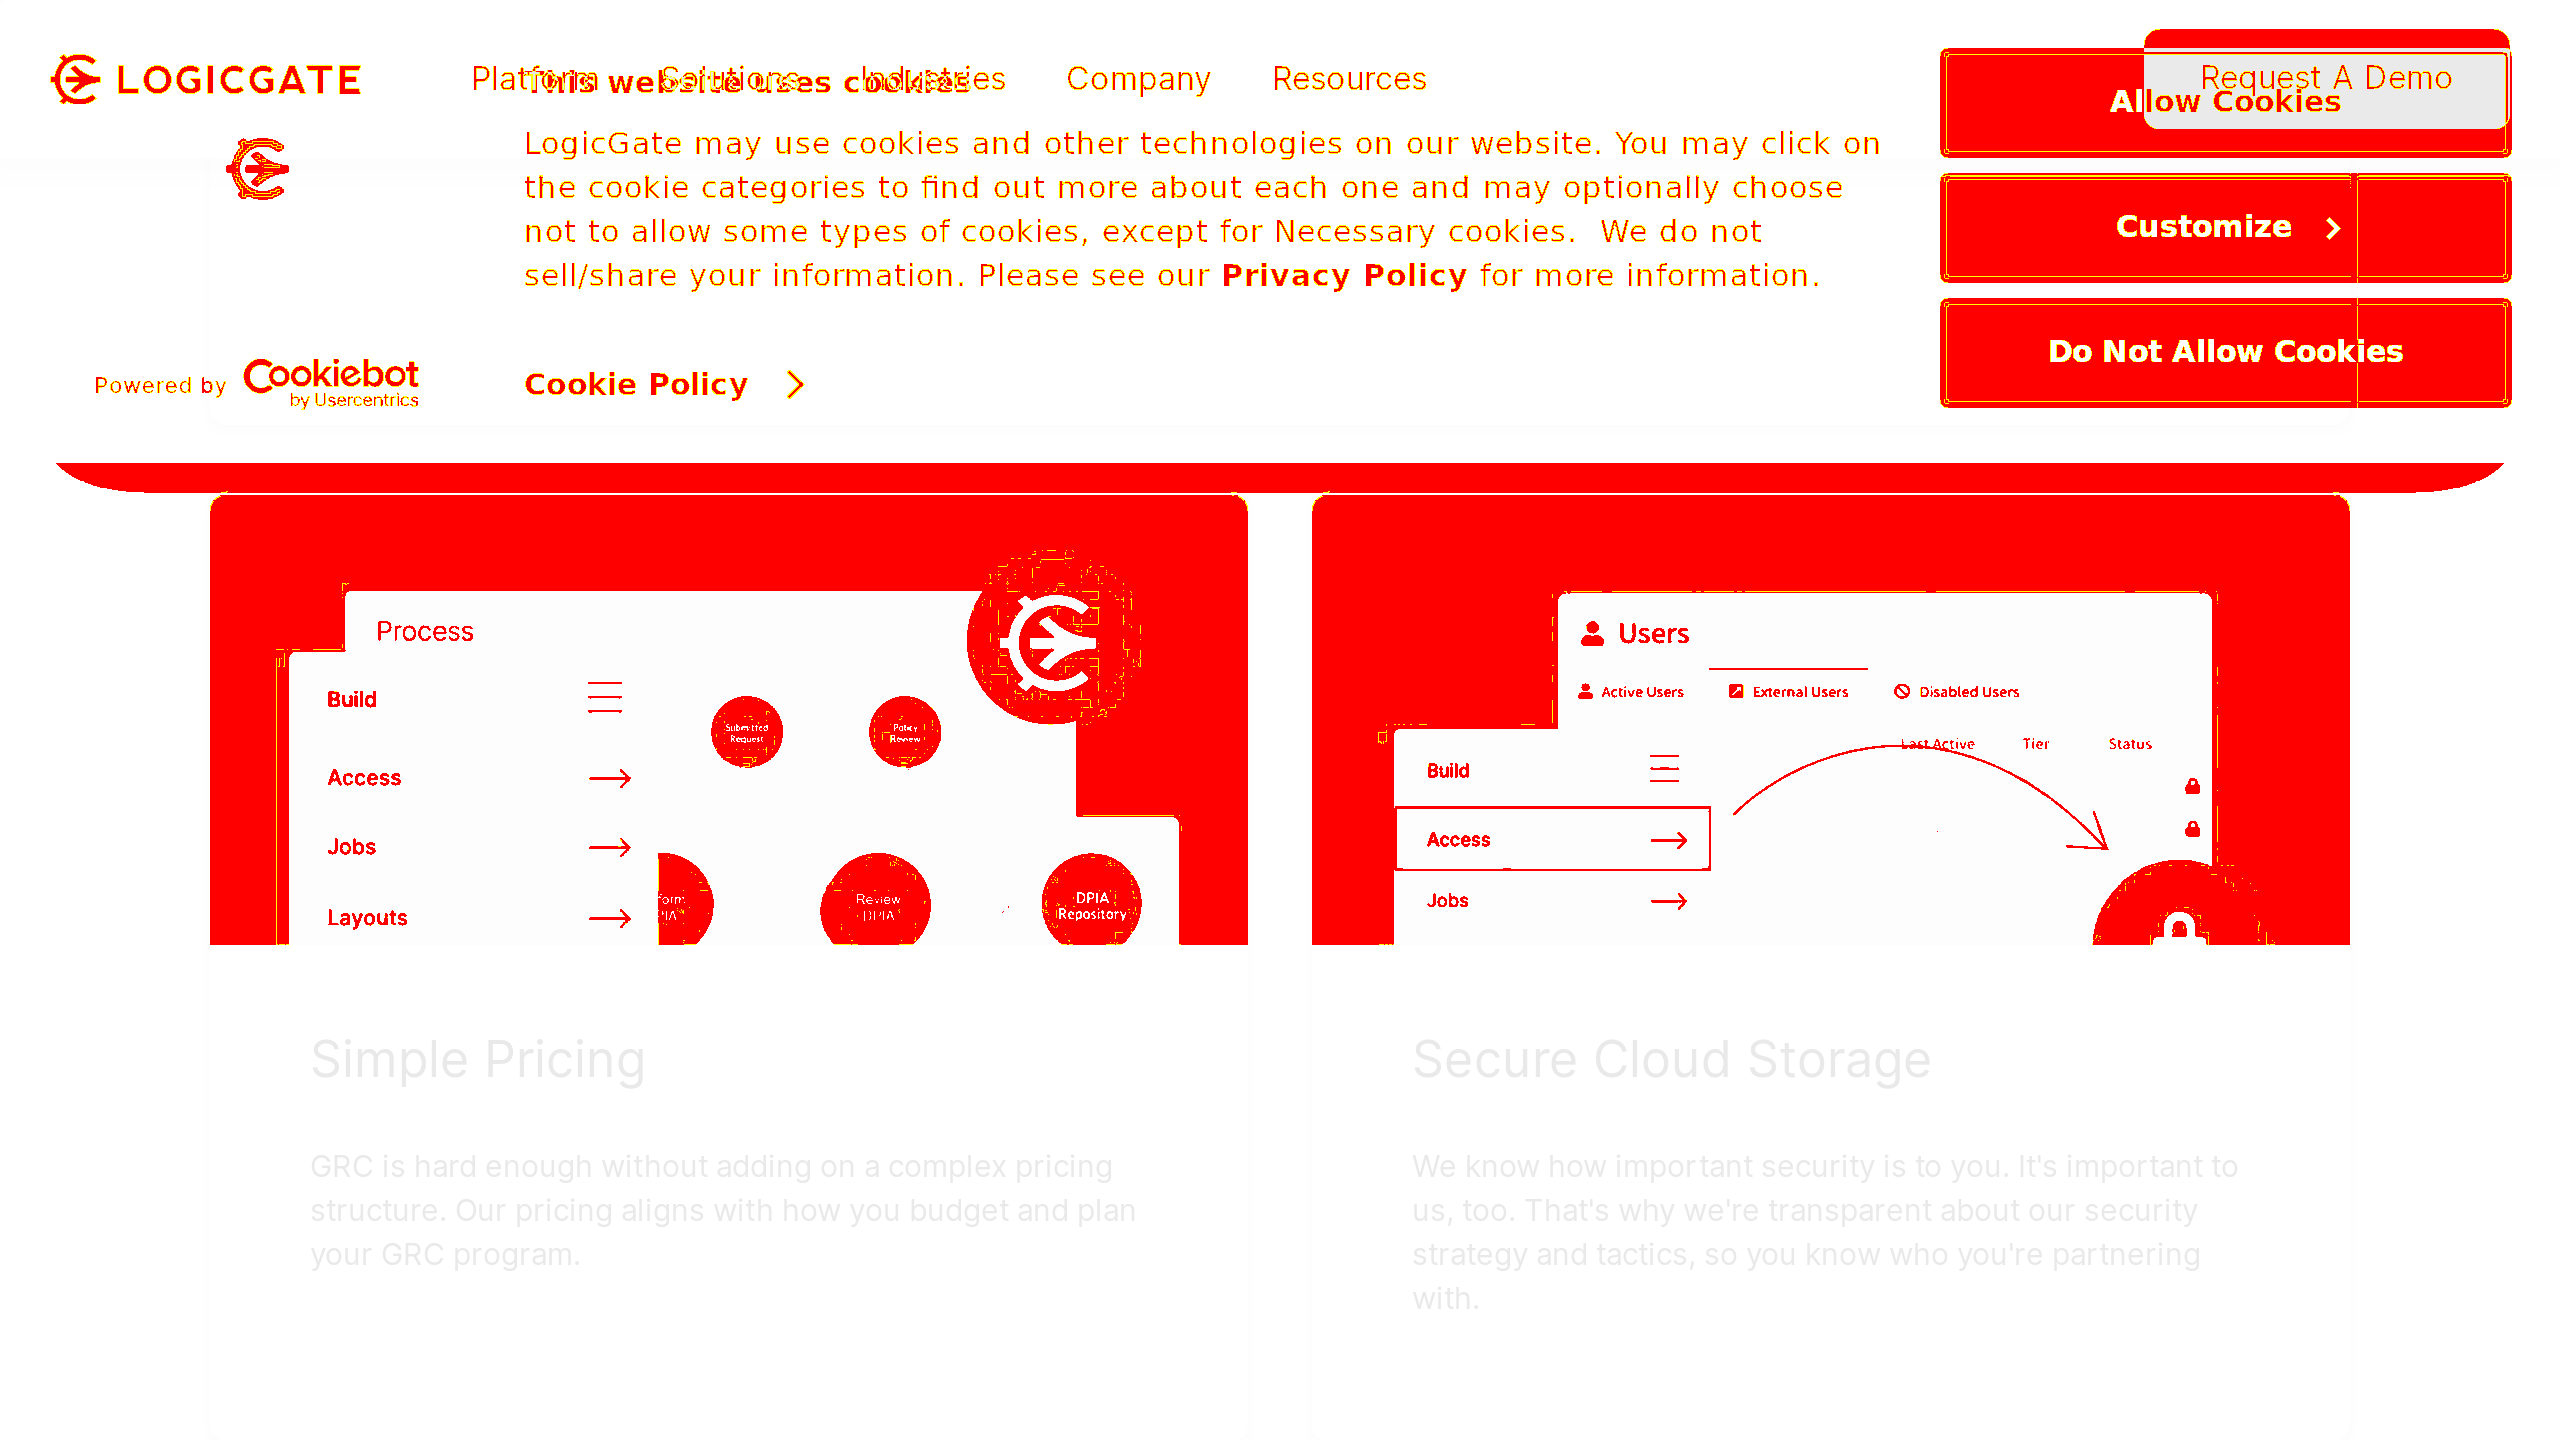 LOGICGATE
Platform Solutions Industries Company Resources
Request A Demo
This website uses cookies
LogicGate may use cookies and other technologies on our website. You may click on
the cookie categories to find out more about each one and may optionally choose
not to allow some types of cookies, except for Necessary cookies. We do not
sell/share your information. Please see our Privacy Policy for more information.
Powered by Cookiebot
by Usercentrics
Cookie Policy
Allow Cookies
Customize
Do Not Allow Cookies
Process
Build
Access
Jobs
Layouts
Submitted
Request
Policy
Review
Review
DPIA
DPIA
Repository
Users
Active Users
External Users
Disabled Users
Last Active
Tier
Status
Build
Access
Jobs
Simple Pricing
GRC is hard enough without adding on a complex pricing
structure. Our pricing aligns with how you budget and plan
your GRC program.
Secure Cloud Storage
We know how important security is to you. It's important to
us, too. That's why we're transparent about our security
strategy and tactics, so you know who you're partnering
with.